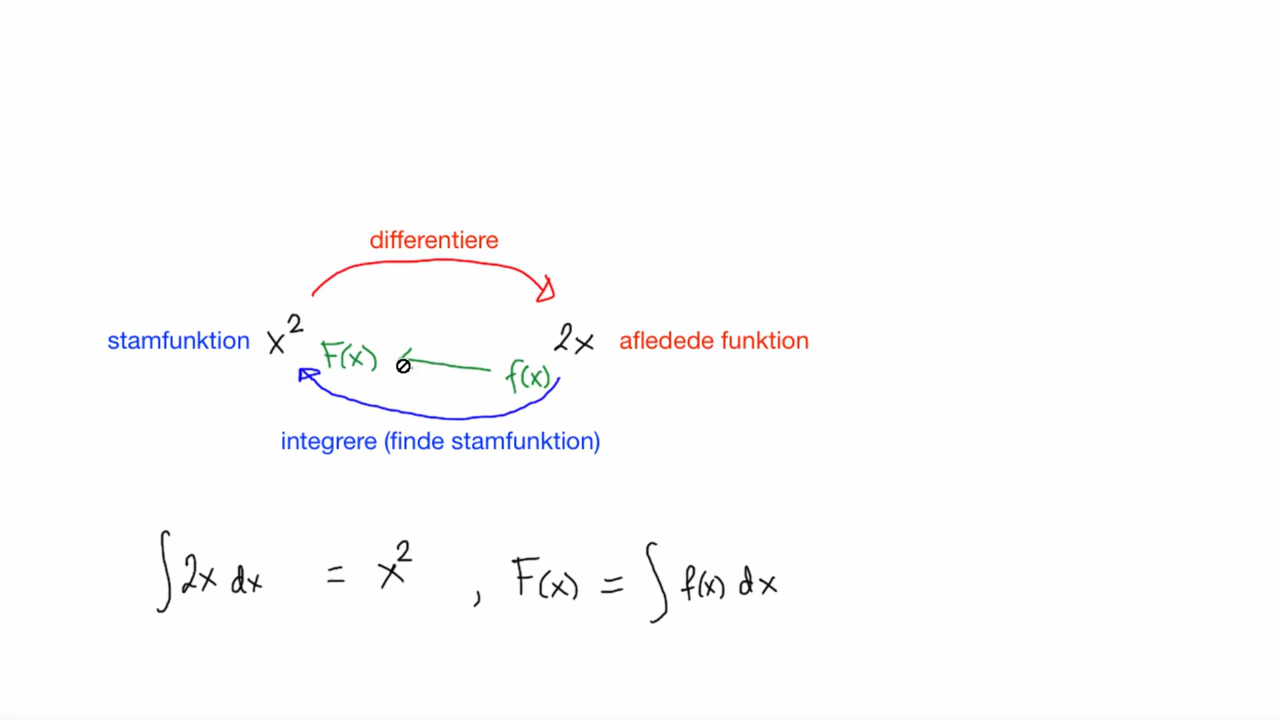 differentiere
stamfunktion x² 2x afledede funktion
F(x) f(x)
integrere (finde stamfunktion)
∫2x dx = x² , F(x) = ∫ f(x) dx